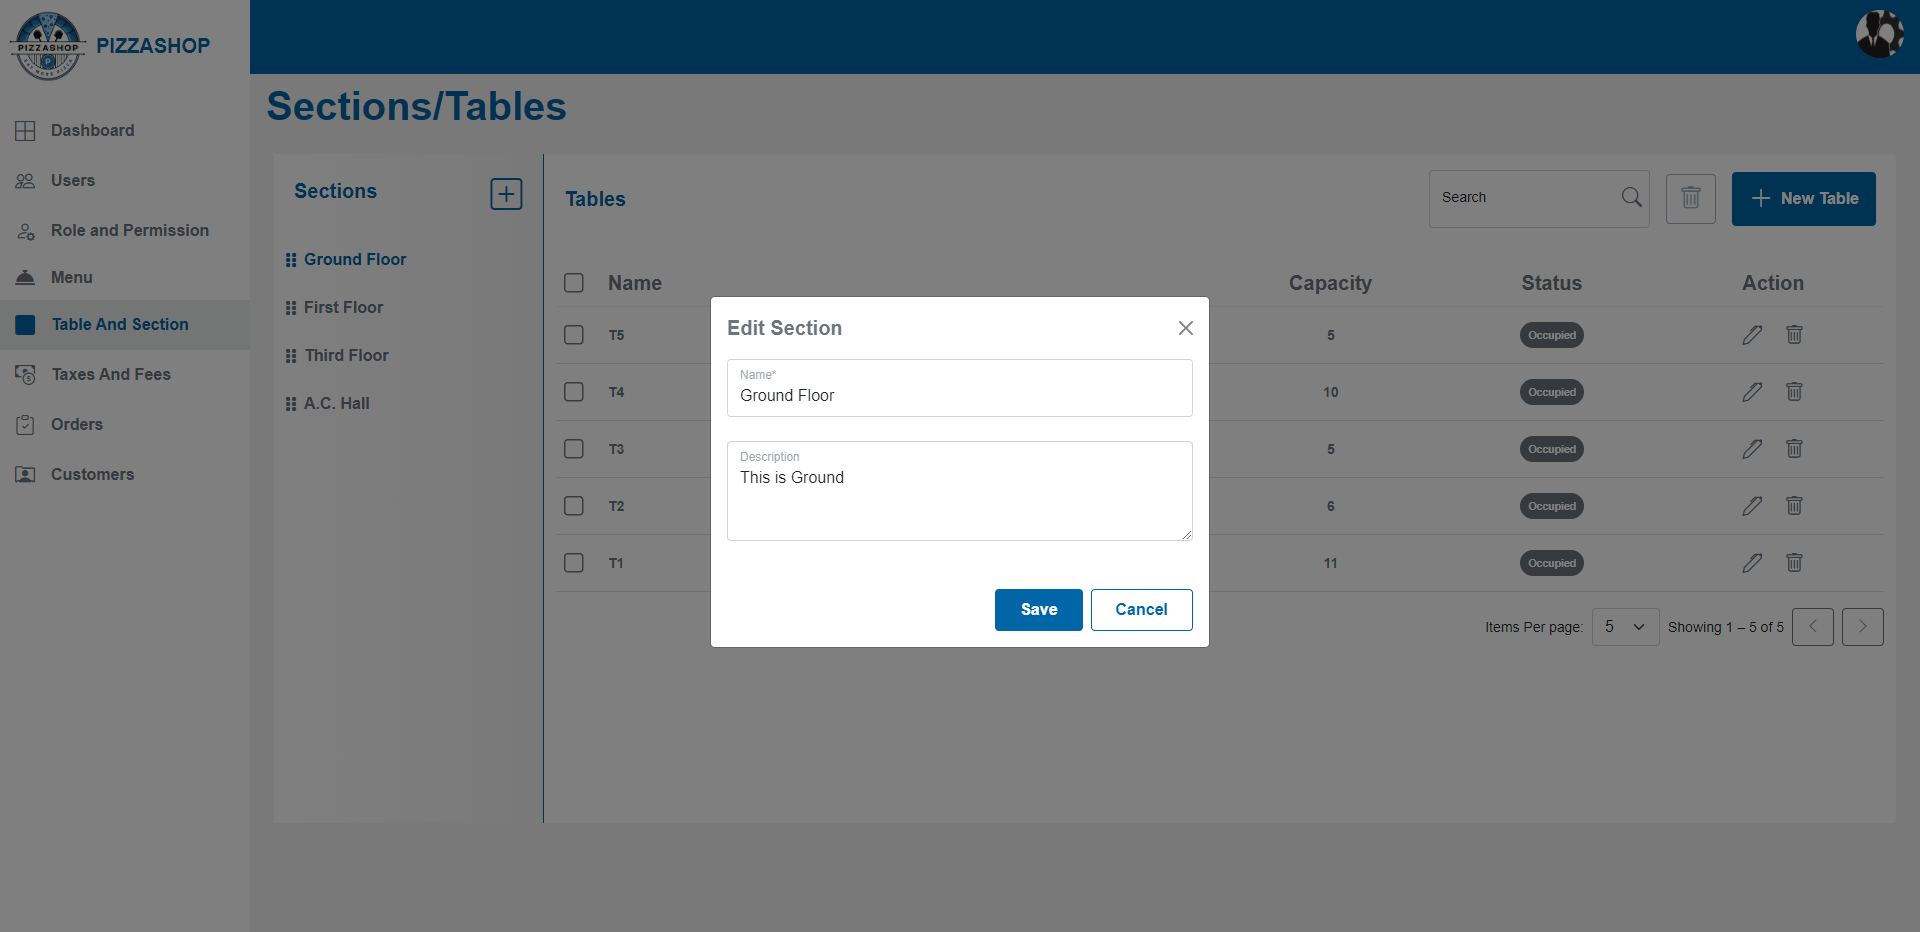 PIZZASHOP
PIZZASHOP
Dashboard
Users
Role and Permission
Menu
Table And Section
Taxes And Fees
Orders
Customers
Sections/Tables
Sections
Ground Floor
First Floor
Third Floor
A.C. Hall
Tables
Search
New Table
Name Capacity Status Action
T5 5 Occupied
T4 10 Occupied
T3 5 Occupied
T2 6 Occupied
T1 11 Occupied
Items Per page: 5 Showing 1 – 5 of 5
Edit Section
Name*
Ground Floor
Description
This is Ground
Save Cancel